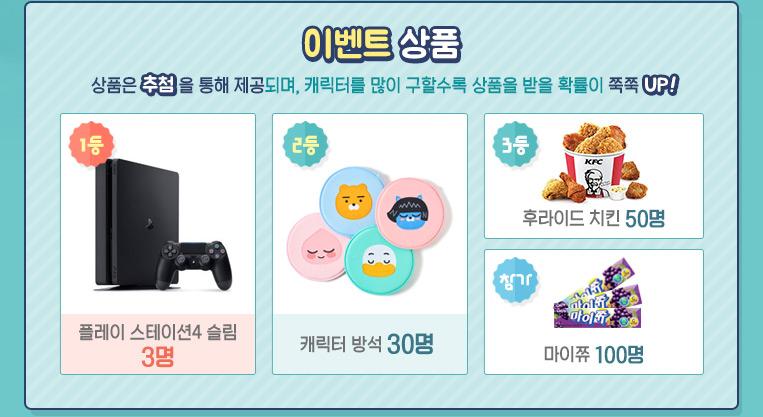 이벤트 상품
상품은 추첨을 통해 제공되며, 캐릭터를 많이 구할수록 상품을 받을 확률이 쭉쭉 UP!
1등
플레이 스테이션4 슬림
3명
2등
캐릭터 방석 30명
3등
KFC
후라이드 치킨 50명
참가
마이쮸
마이쮸
마이쮸
마이쮸 100명